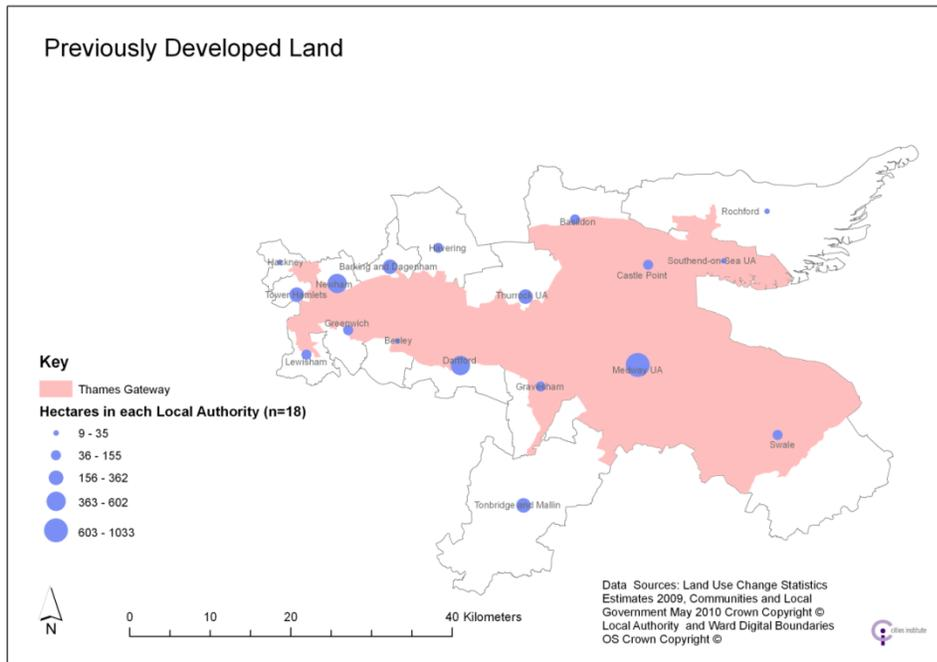 Previously Developed Land
Rochford
Basildon
Havering
Southend-on-Sea UA
Hackney
Barking and Dagenham
Castle Point
Newham
Tower Hamlets
Thurrock UA
Greenwich
Bexley
Lewisham
Dartford
Medway UA
Gravesham
Swale
Tonbridge and Mallin
Key
Thames Gateway
Hectares in each Local Authority (n=18)
9 - 35
36 - 155
156 - 362
363 - 602
603 - 1033
N
0 10 20 40 Kilometers
Data Sources: Land Use Change Statistics
Estimates 2009, Communities and Local
Government May 2010 Crown Copyright ©
Local Authority and Ward Digital Boundaries
OS Crown Copyright ©
cities institute